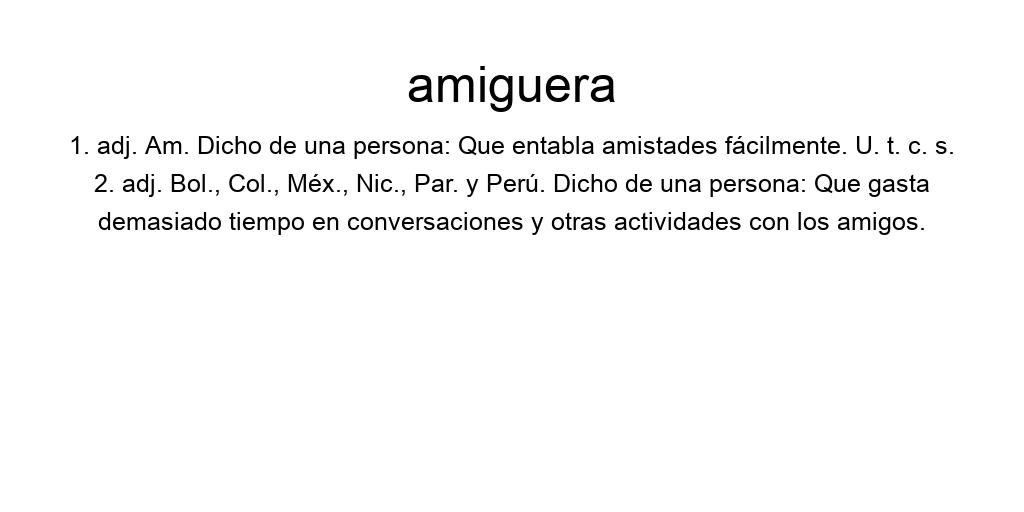 amiguera
1. adj. Am. Dicho de una persona: Que entabla amistades fácilmente. U. t. c. s.
2. adj. Bol., Col., Méx., Nic., Par. y Perú. Dicho de una persona: Que gasta
demasiado tiempo en conversaciones y otras actividades con los amigos.